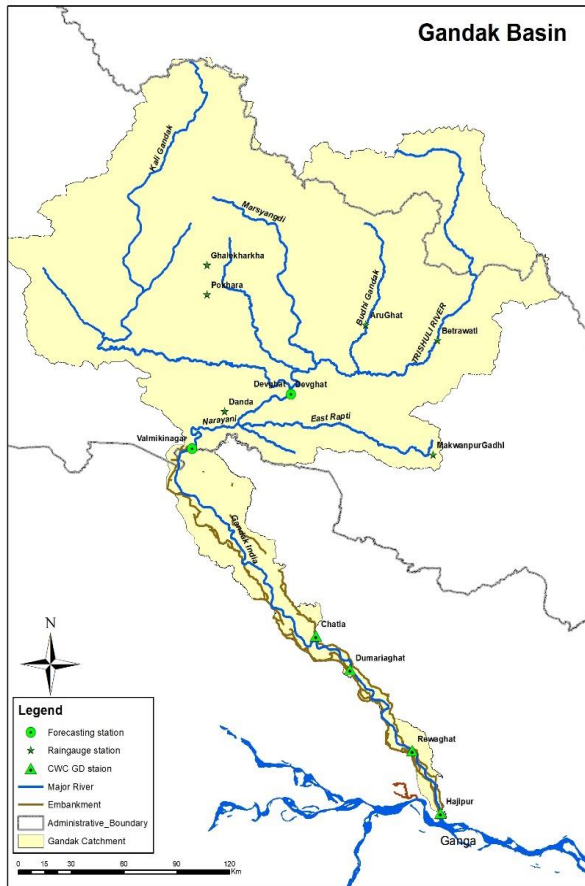 Gandak Basin
Kali Gandak
Marsyangdi
Ghalekharkha
Pokhara
Budhi Gandak
AruGhat
TRISHULI RIVER
Betrawati
Devghat
Devghat
Danda
Narayani
East Rapti
Valmikinagar
MakwanpurGadhI
Gandak India
Chatia
Dumariaghat
Rewaghat
Hajipur
Ganga
N
Legend
Forecasting station
Raingauge station
CWC GD staion
Major River
Embankment
Administrative_Boundary
Gandak Catchment
0 15 30 60 90 120
Km